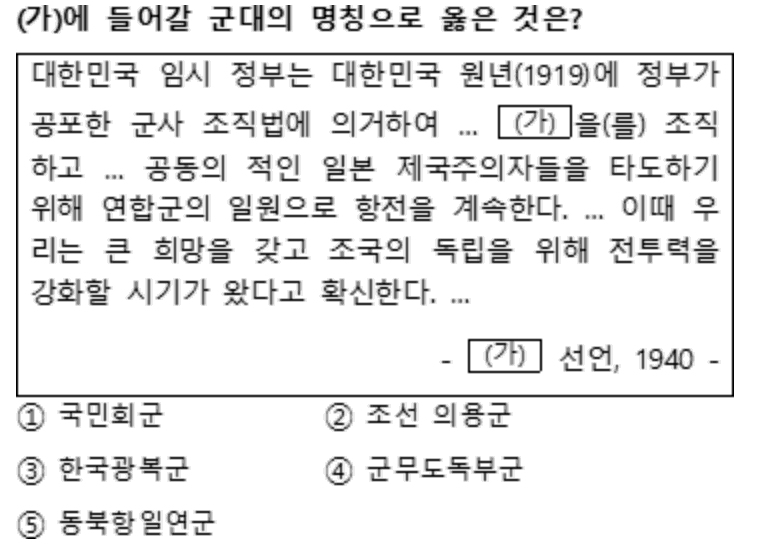 (가)에 들어갈 군대의 명칭으로 옳은 것은?
대한민국 임시 정부는 대한민국 원년(1919)에 정부가
공포한 군사 조직법에 의거하여 ... (가) 을(를) 조직
하고 ... 공동의 적인 일본 제국주의자들을 타도하기
위해 연합군의 일원으로 항전을 계속한다. ... 이때 우
리는 큰 희망을 갖고 조국의 독립을 위해 전투력을
강화할 시기가 왔다고 확신한다. ...
- (가) 선언, 1940 -
① 국민회군 ② 조선 의용군
③ 한국광복군 ④ 군무도독부군
⑤ 동북항일연군